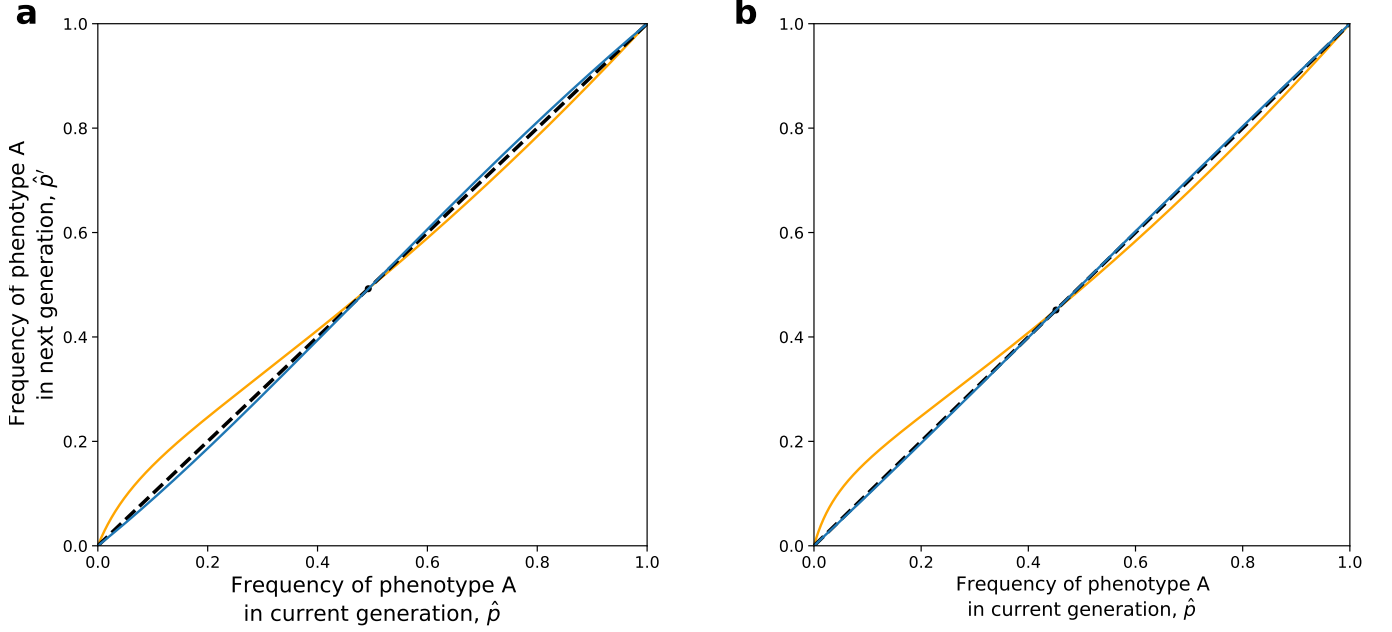 a
1.0
0.8
0.6
0.4
0.2
0.0
Frequency of phenotype A
in next generation, p̂′
0.0 0.2 0.4 0.6 0.8 1.0
Frequency of phenotype A
in current generation, p̂
b
1.0
0.8
0.6
0.4
0.2
0.0
0.0 0.2 0.4 0.6 0.8 1.0
Frequency of phenotype A
in current generation, p̂